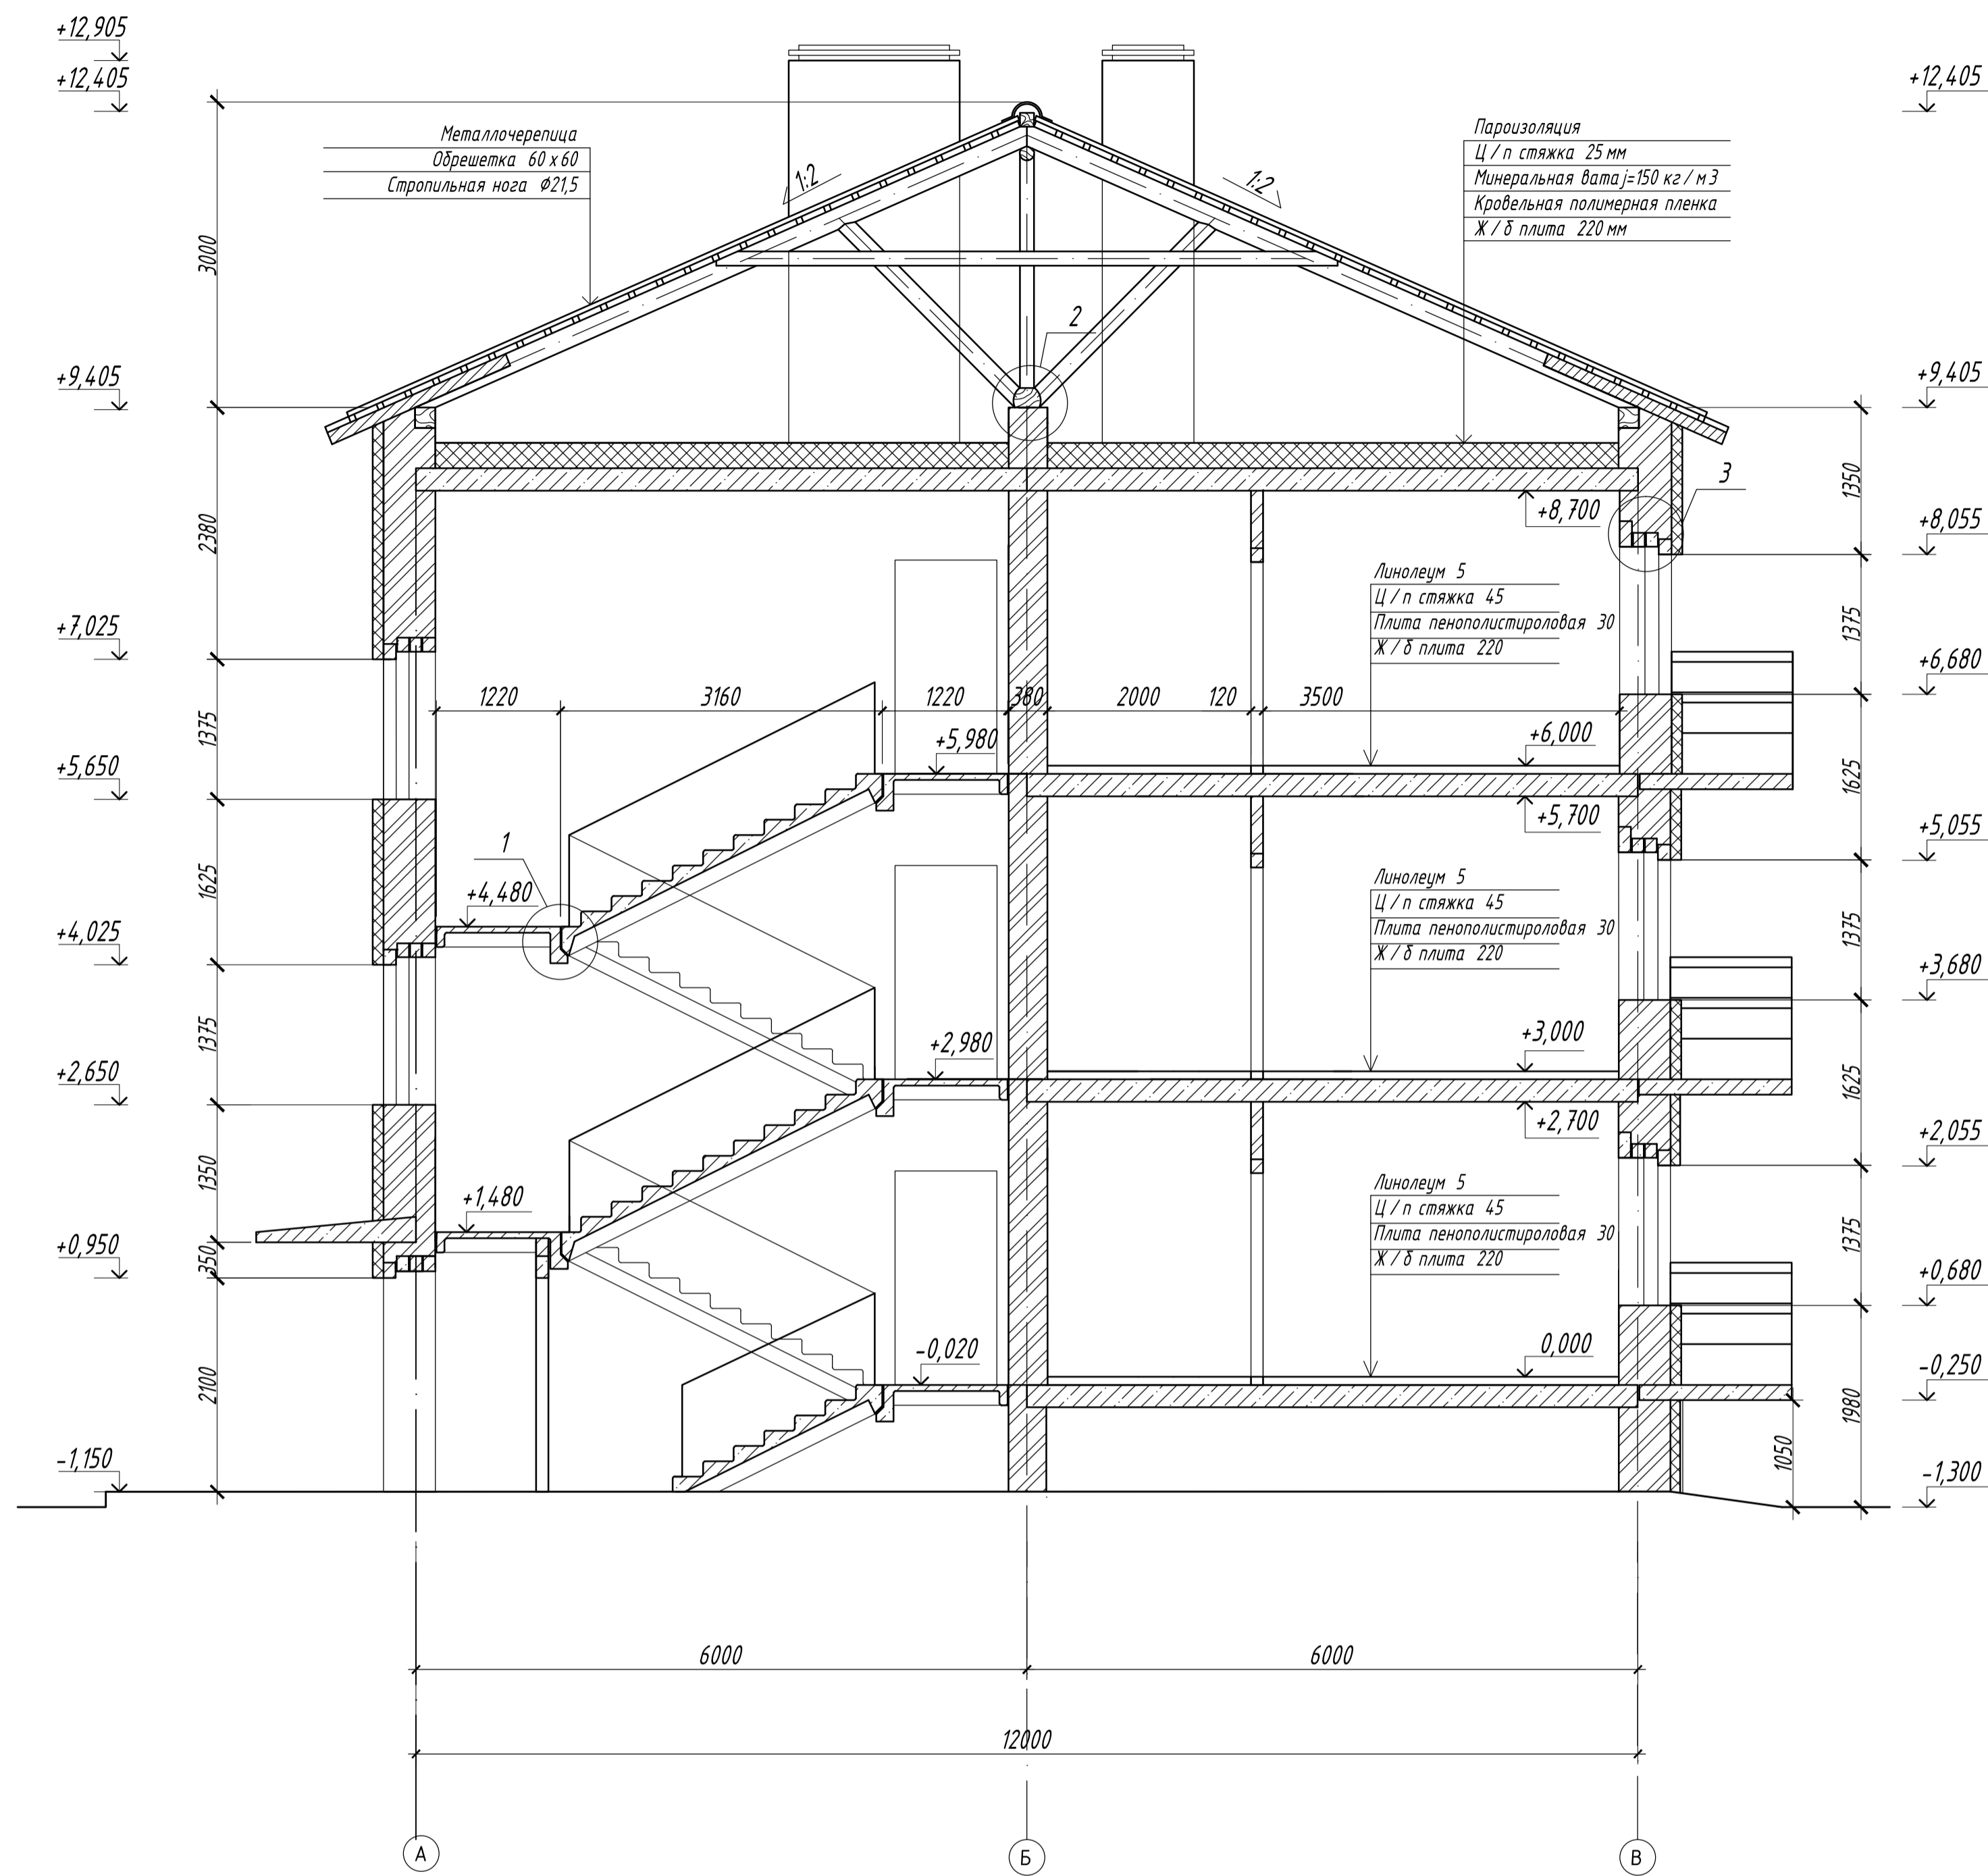 +12,905
+12,405
+12,405
Металлочерепица
Обрешетка 60 х 60
Стропильная нога ϕ21,5
1:2
1:2
Пароизоляция
Ц / п стяжка 25 мм
Минеральная вата j=150 кг / м 3
Кровельная полимерная пленка
Ж / б плита 220 мм
3000
2
+9,405
+9,405
3
1350
2380
+8,700
+8,055
Линолеум 5
Ц / п стяжка 45
Плита пенополистироловая 30
Ж / б плита 220
+7,025
1375
+6,680
1220
3160
1220
380
2000
120
3500
1375
+5,980
+6,000
+5,650
1625
+5,700
+5,055
1
1625
+4,480
Линолеум 5
Ц / п стяжка 45
Плита пенополистироловая 30
Ж / б плита 220
+4,025
1375
+3,680
1375
+2,980
+3,000
+2,650
1625
+2,700
+2,055
1350
+1,480
Линолеум 5
Ц / п стяжка 45
Плита пенополистироловая 30
Ж / б плита 220
+0,950
350
1375
+0,680
-0,020
0,000
-0,250
2100
1980
1050
-1,150
-1,300
6000
6000
12000
А
Б
В